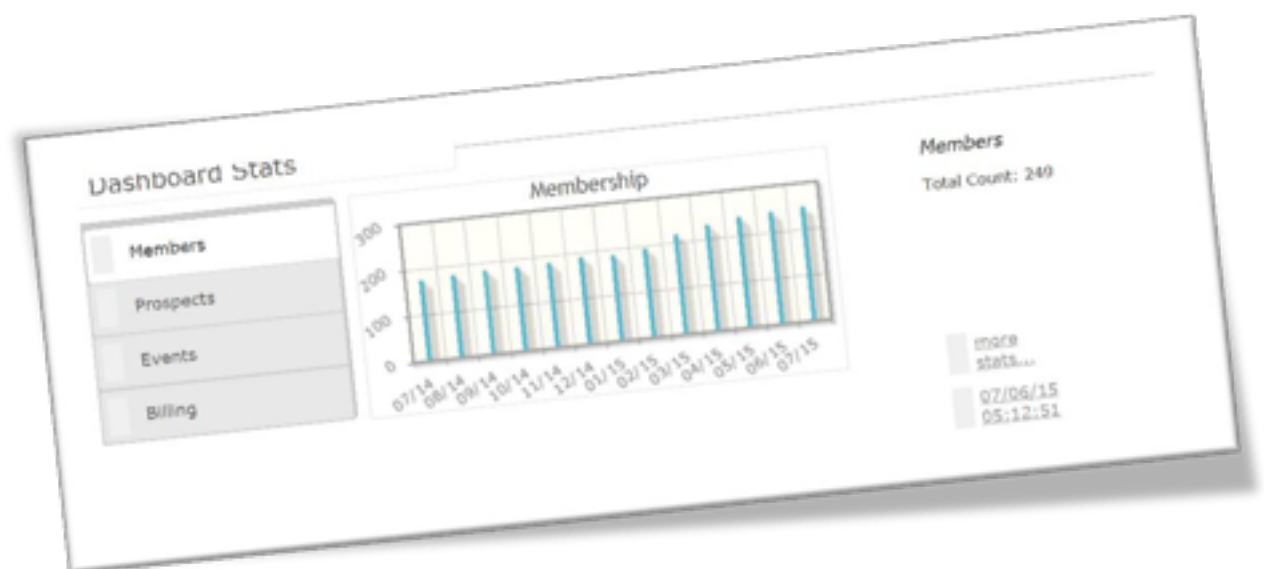 Dashboard Stats
Members
Prospects
Events
Billing
Membership
300
200
100
0
07/14
08/14
09/14
10/14
11/14
12/14
01/15
02/15
03/15
04/15
05/15
06/15
07/15
Members
Total Count: 249
more
stats...
07/06/15
05:12:51